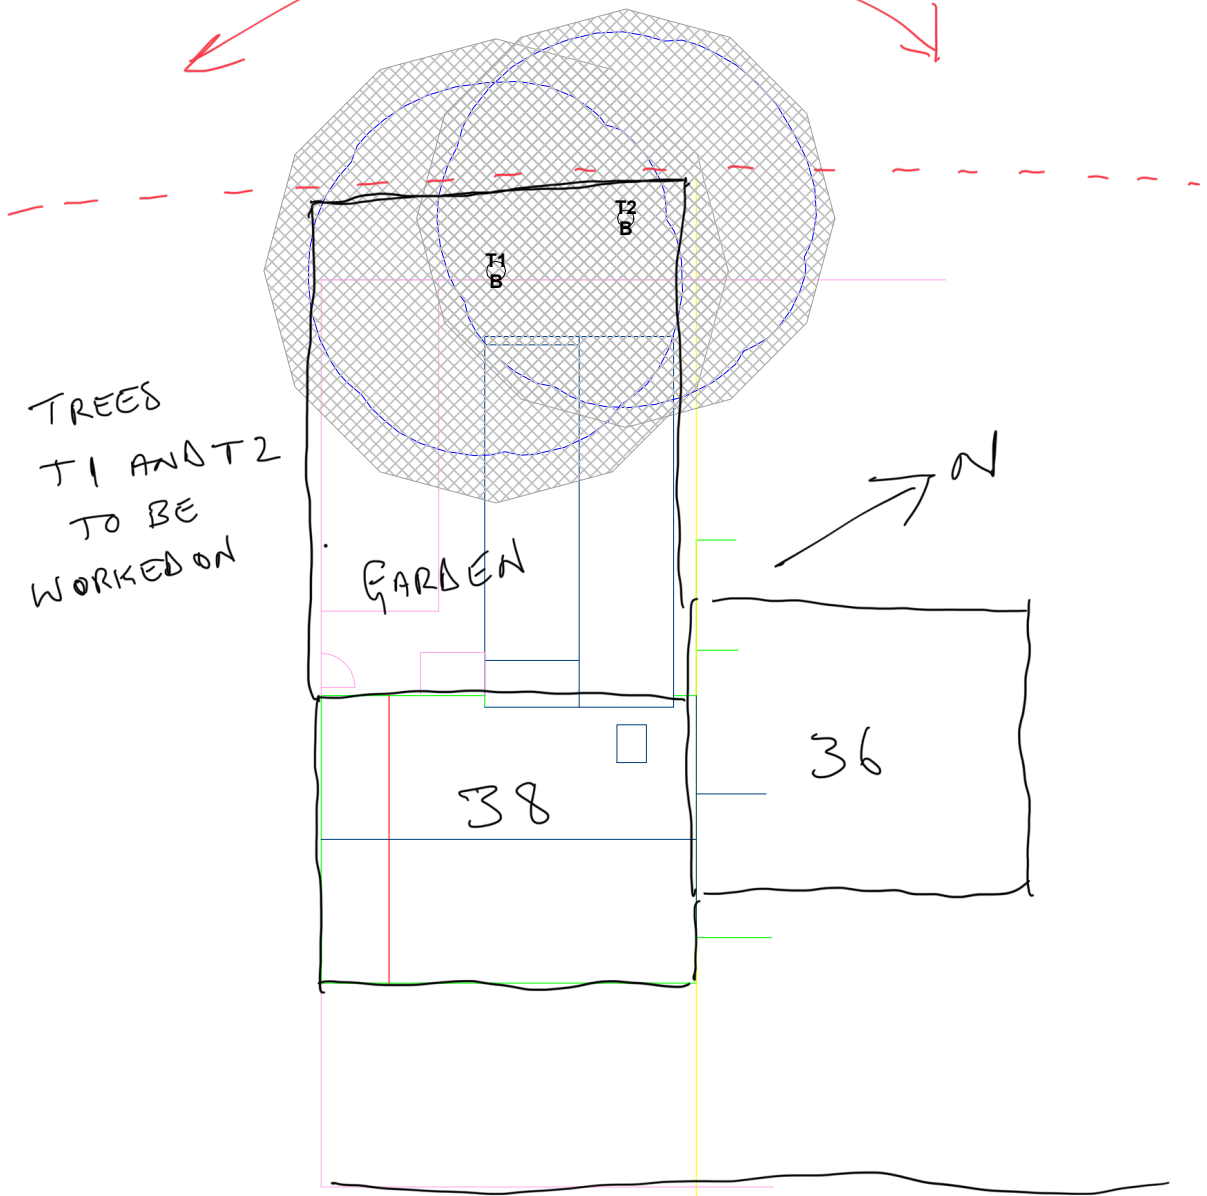 T2
B
T1
B
TREES
T1 AND T2
TO BE
WORKED ON
N
GARDEN
36
38